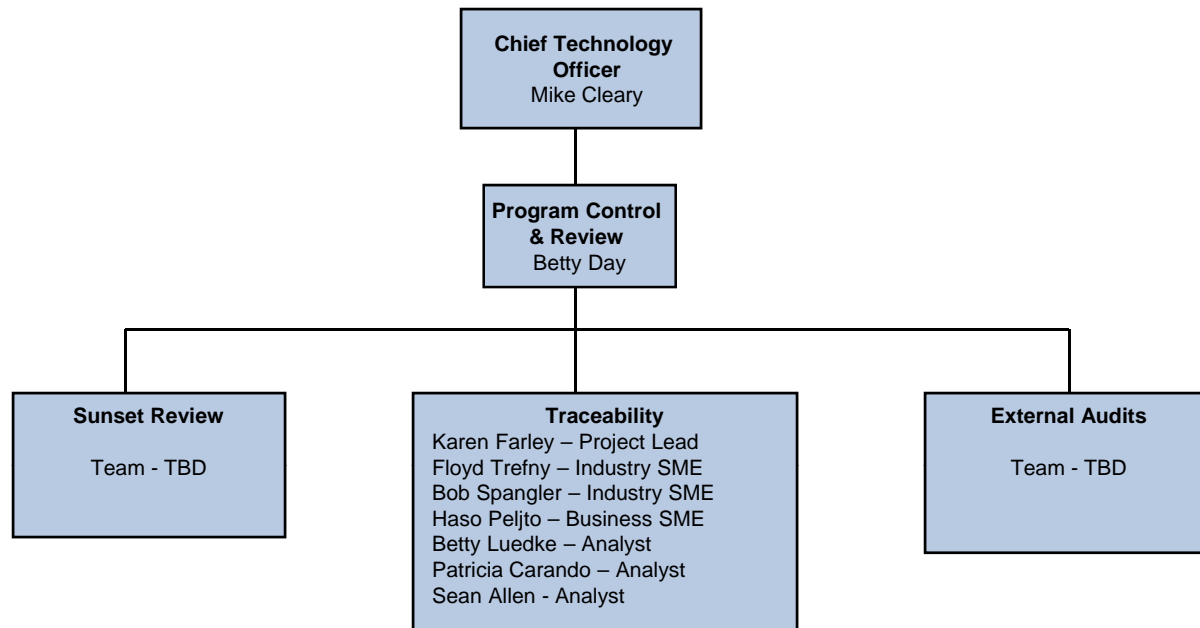 Chief Technology
Officer
Mike Cleary
Program Control
& Review
Betty Day
Sunset Review
Team - TBD
Traceability
Karen Farley – Project Lead
Floyd Trefny – Industry SME
Bob Spangler – Industry SME
Haso Peljto – Business SME
Betty Luedke – Analyst
Patricia Carando – Analyst
Sean Allen - Analyst
External Audits
Team - TBD